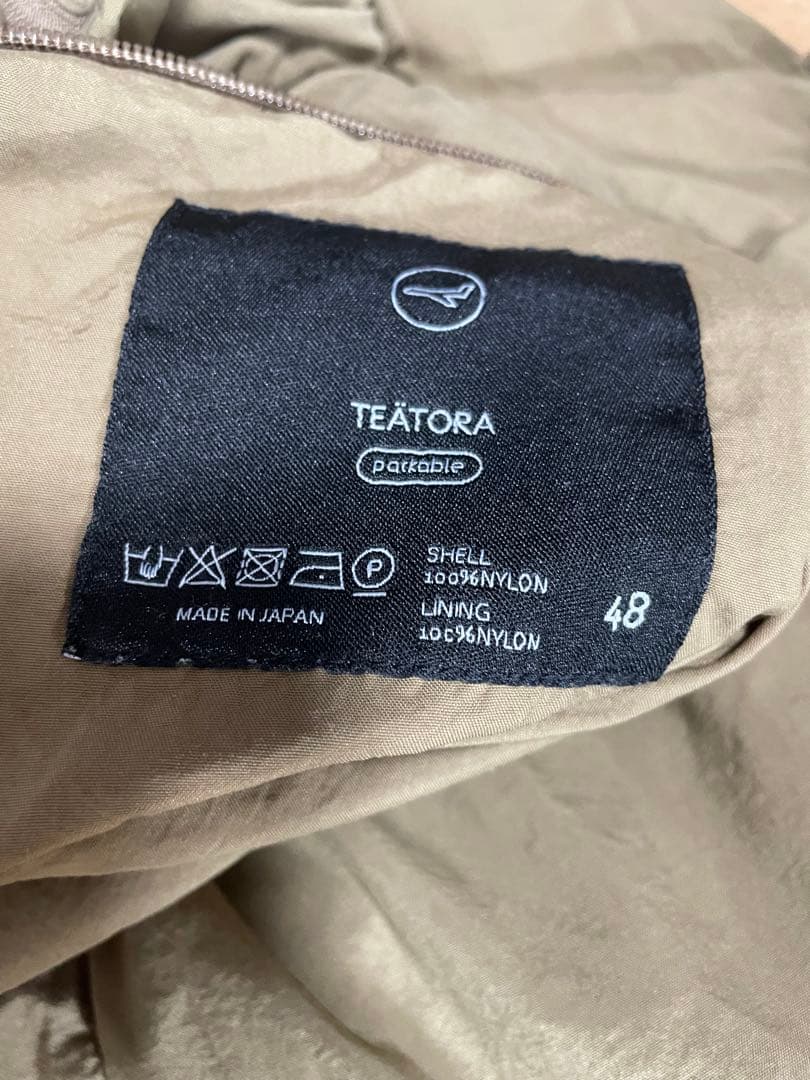 TEÄTORA
packable
P
SHELL
100%NYLON
LINING
100%NYLON
MADE IN JAPAN
48